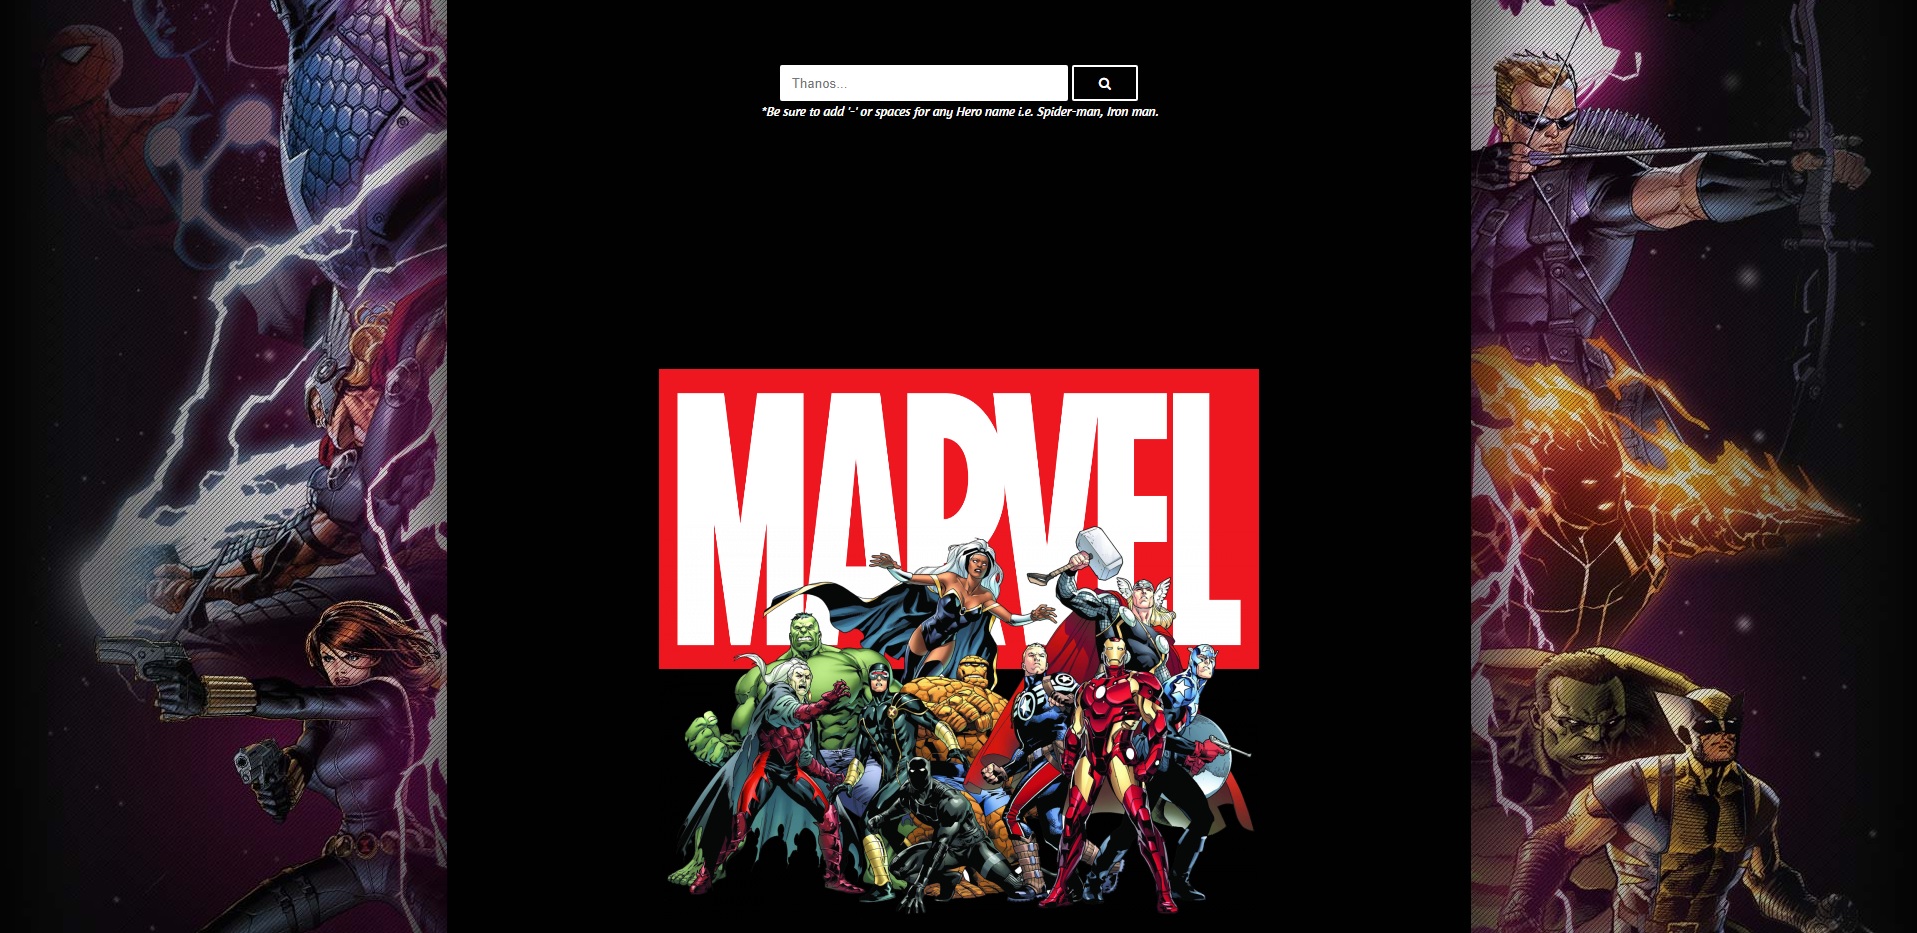 Thanos...
*Be sure to add '-' or spaces for any Hero name i.e. Spider-man, Iron man.
MARVEL